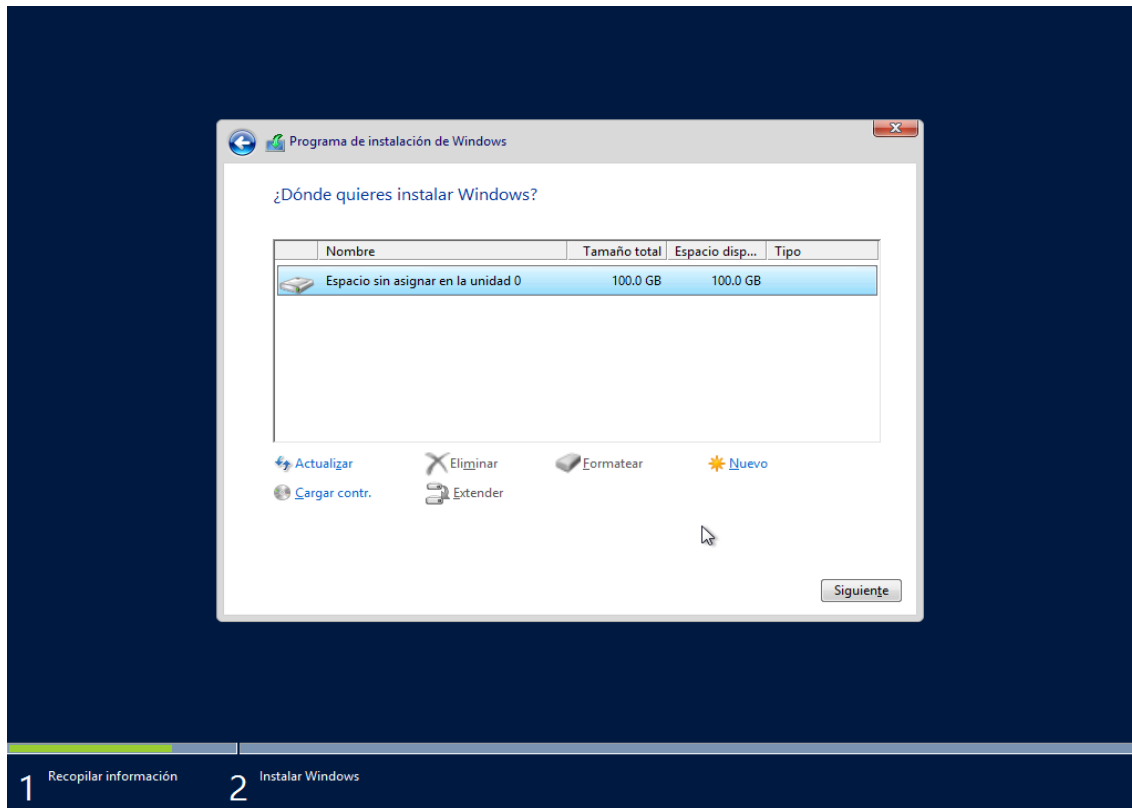 Programa de instalación de Windows
¿Dónde quieres instalar Windows?
Nombre Tamaño total Espacio disp... Tipo
Espacio sin asignar en la unidad 0 100.0 GB 100.0 GB
Actualizar Eliminar Formatear Nuevo
Cargar contr. Extender
Siguiente
1 Recopilar información 2 Instalar Windows